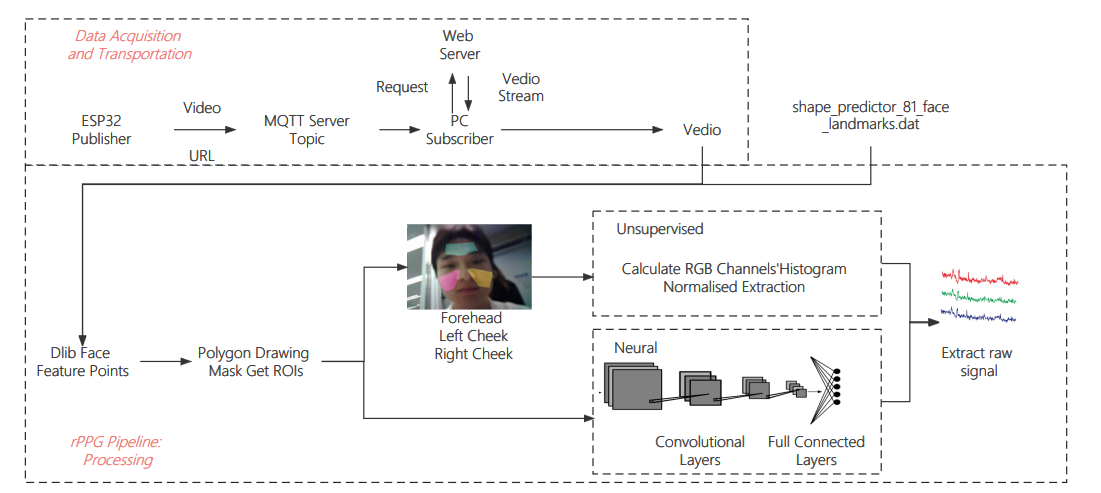 Data Acquisition
and Transportation
Web
Server
Request
Vedio
Stream
ESP32
Publisher
Video
URL
MQTT Server
Topic
PC
Subscriber
Vedio
shape_predictor_81_face
_landmarks.dat
Unsupervised
Calculate RGB Channels'Histogram
Normalised Extraction
Forehead
Left Cheek
Right Cheek
Dlib Face
Feature Points
Polygon Drawing
Mask Get ROIs
Neural
Convolutional
Layers
Full Connected
Layers
Extract raw
signal
rPPG Pipeline:
Processing